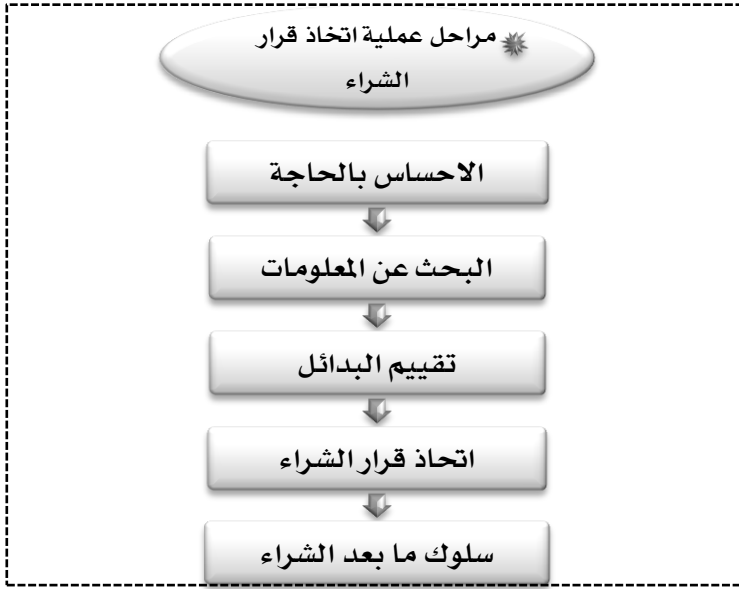 مراحل عملية اتخاذ قرار
الشراء
الاحساس بالحاجة
البحث عن المعلومات
تقييم البدائل
اتحاذ قرار الشراء
سلوك ما بعد الشراء